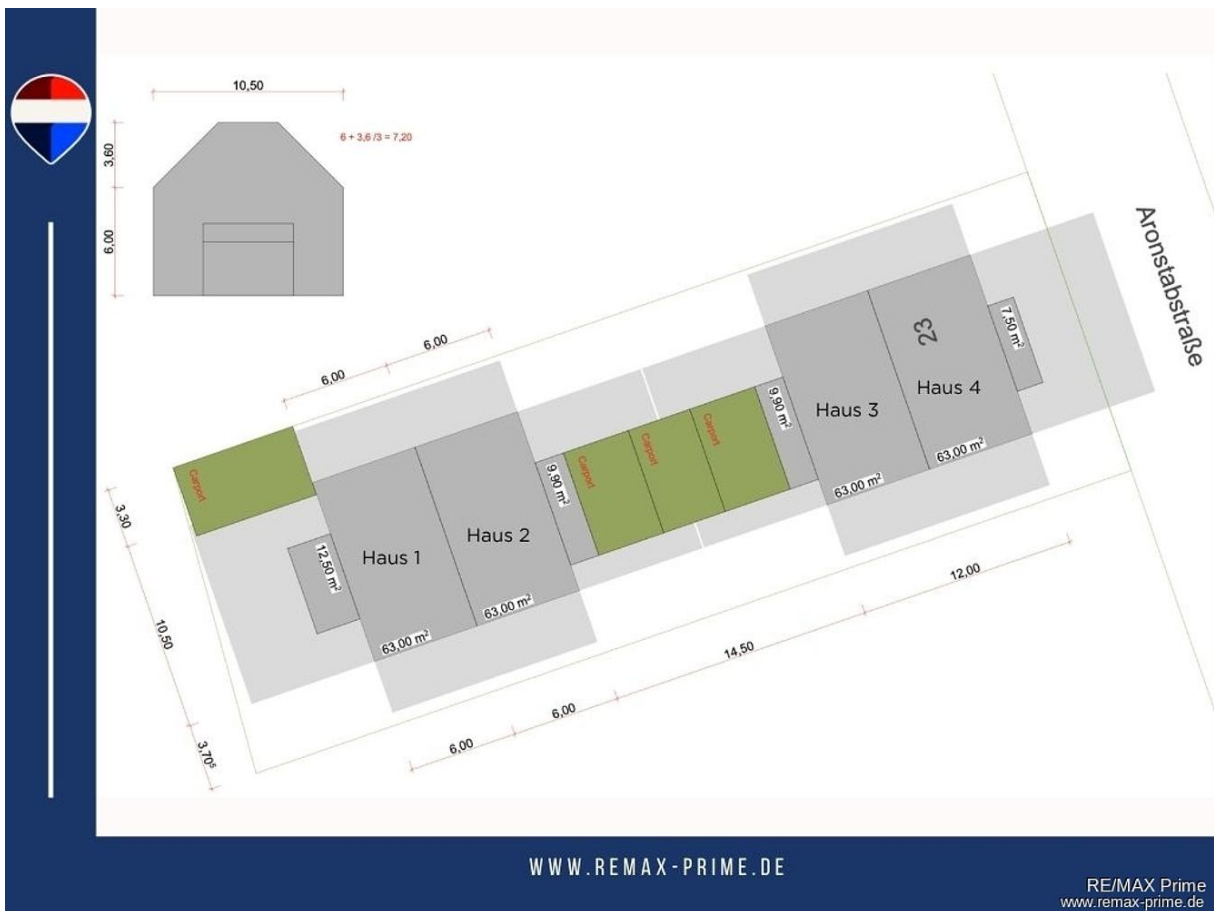 10,50
6 + 3,6 /3 = 7,20
3,60
6,00
Aronstabstraße
6,00
6,00
7,50 m²
23
Haus 4
Haus 3
9,90 m²
Carport
Carport
Carport
9,90 m²
63,00 m²
63,00 m²
Carport
3,30
Haus 2
Haus 1
12,50 m²
63,00 m²
63,00 m²
12,00
10,50
14,50
6,00
6,00
3,70⁵
WWW.REMAX-PRIME.DE
RE/MAX Prime
www.remax-prime.de